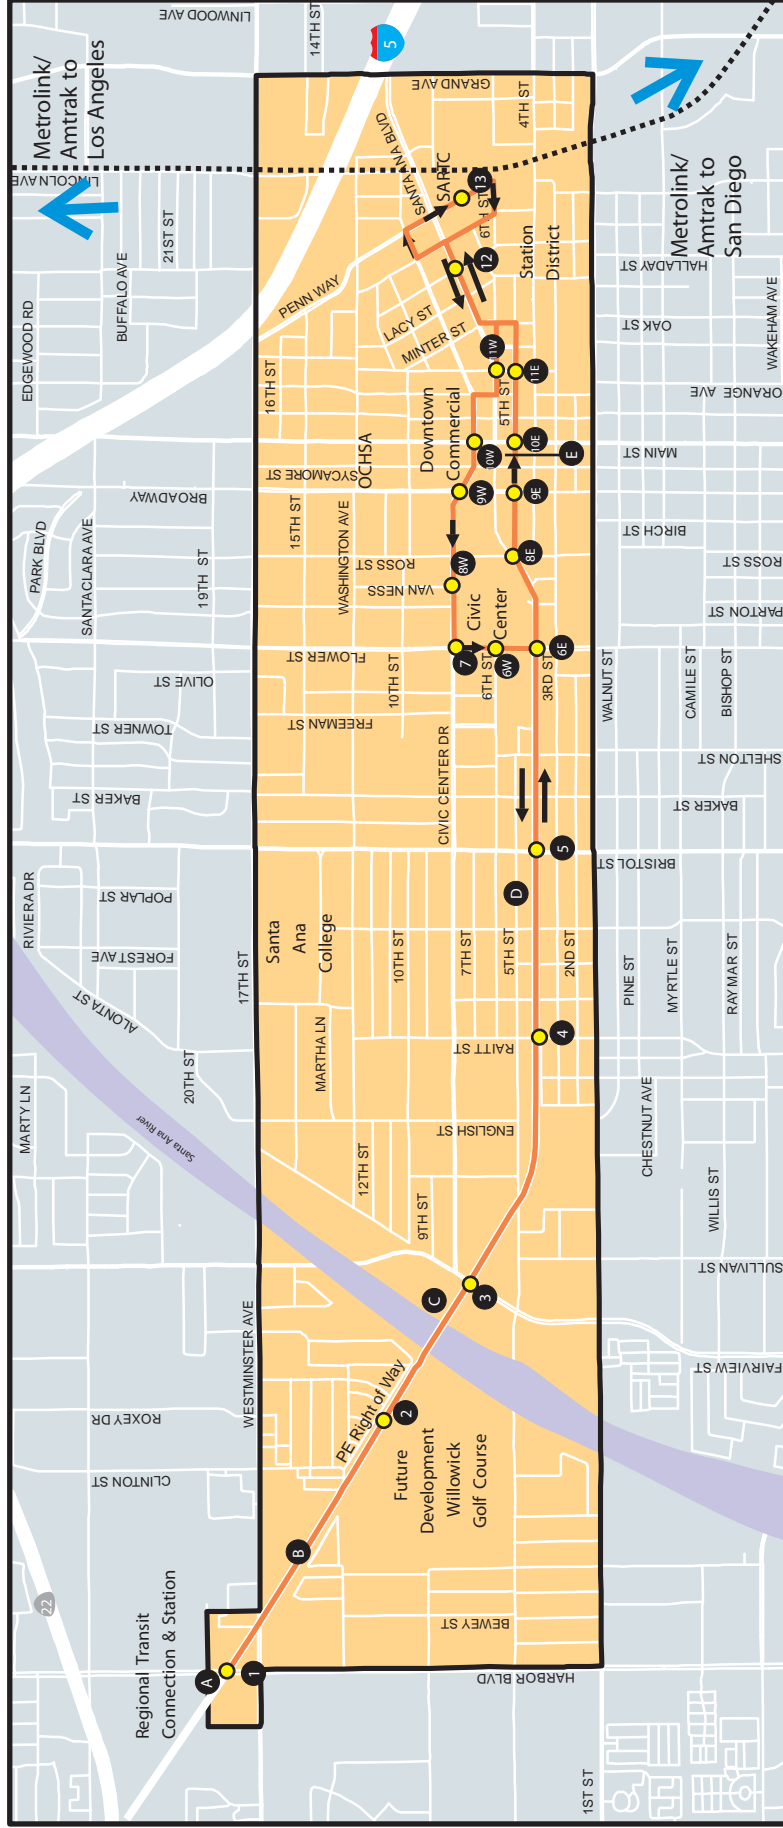 Metrolink/
Amtrak to
Los Angeles
Metrolink/
Amtrak to
San Diego
Regional Transit
Connection & Station
Future
Development
Willowick
Golf Course
PE Right of Way
Santa Ana River
Santa
Ana
College
Civic
Center
OCHSA
Downtown
Commercial
Station
District
SARTC
22
5
A
B
C
D
E
1
2
3
4
5
6E
6W
7
8W
8E
9W
9E
10W
10E
11W
11E
12
13
MARTY LN
RIVIERA DR
PARK BLVD
EDGEWOOD RD
ALONTA ST
FOREST AVE
POPLAR ST
BAKER ST
TOWNER ST
OLIVE ST
SANTA CLARA AVE
BROADWAY
BUFFALO AVE
21ST ST
LINCOLN AVE
LINWOOD AVE
20TH ST
19TH ST
ROXEY DR
CLINTON ST
WESTMINSTER AVE
17TH ST
16TH ST
14TH ST
15TH ST
PENN WAY
SANTA ANA BLVD
GRAND AVE
4TH ST
6TH ST
LACY ST
MINTER ST
SYCAMORE ST
WASHINGTON AVE
ROSS ST
VAN NESS
FLOWER ST
FREEMAN ST
10TH ST
6TH ST
5TH ST
3RD ST
CIVIC CENTER DR
MARTHA LN
10TH ST
7TH ST
5TH ST
2ND ST
RAITT ST
ENGLISH ST
12TH ST
9TH ST
BEWEY ST
HARBOR BLVD
1ST ST
FAIRVIEW ST
SULLIVAN ST
WILLIS ST
CHESTNUT AVE
PINE ST
MYRTLE ST
RAYMAR ST
BRISTOL ST
BAKER ST
SHELTON ST
WALNUT ST
CAMILE ST
BISHOP ST
PARTON ST
ROSS ST
BIRCH ST
MAIN ST
ORANGE AVE
OAK ST
WAKEHAM AVE
HALLADAY ST